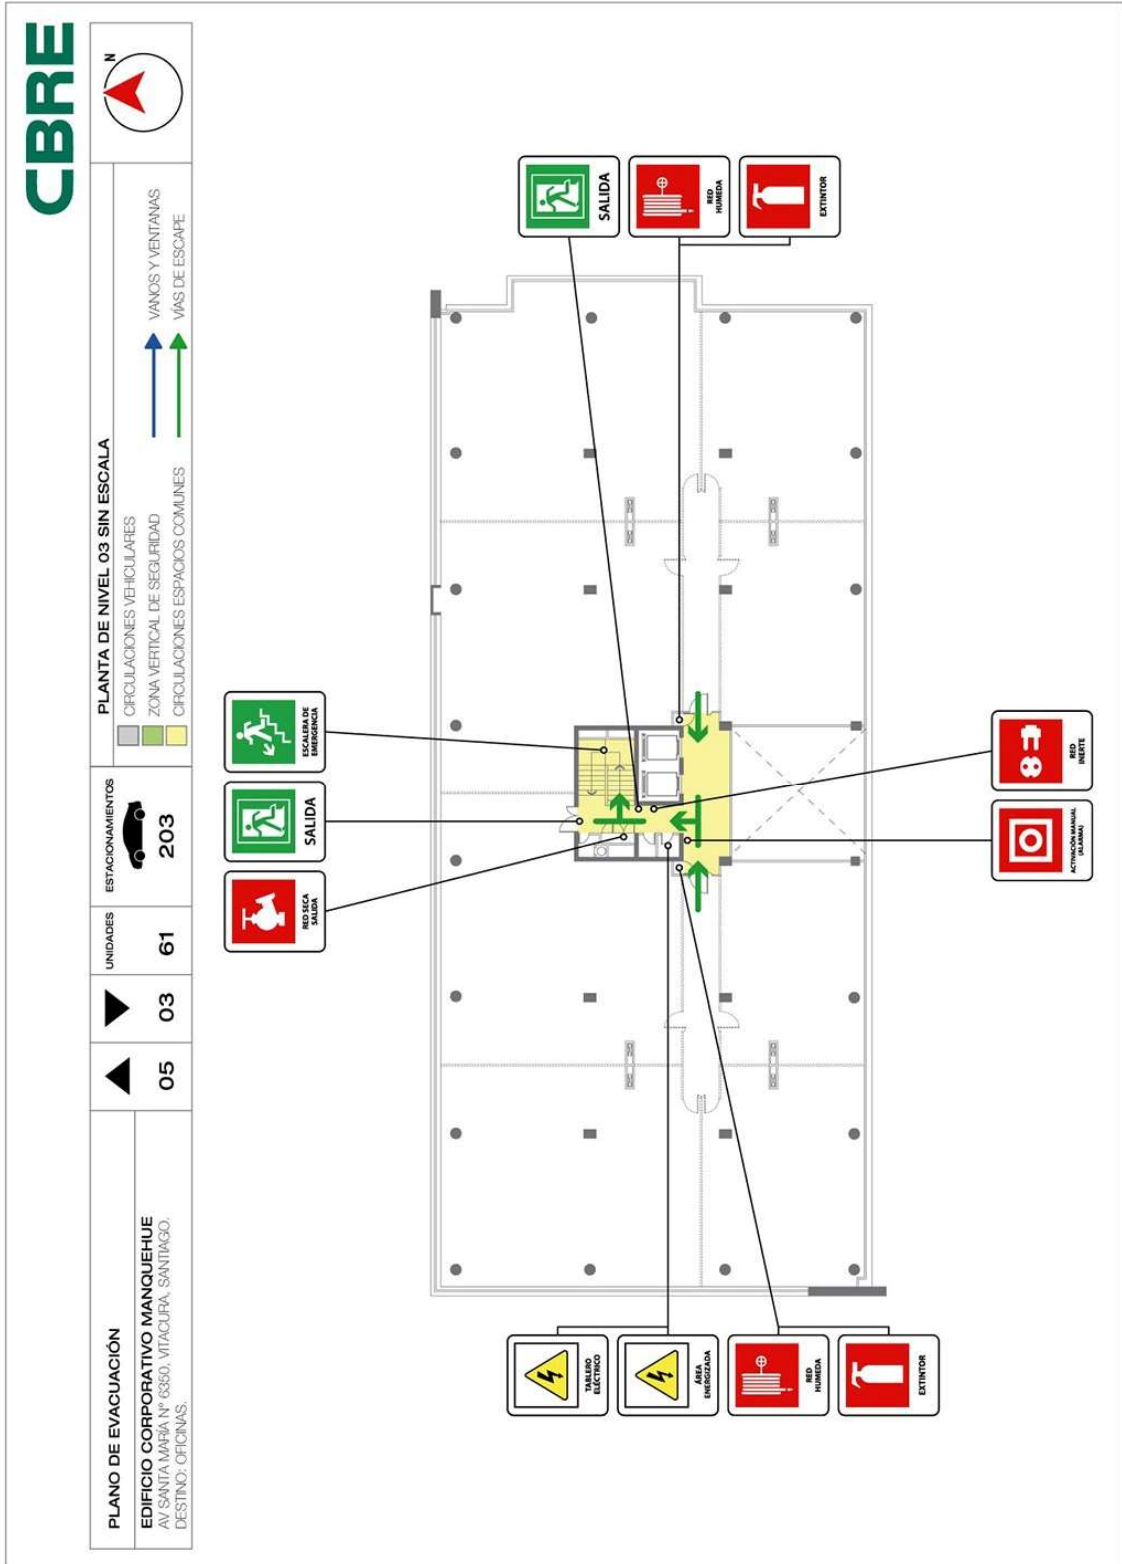 PLANO DE EVACUACIÓN
EDIFICIO CORPORATIVO MANQUEHUE
AV SANTA MARÍA Nº 6350, VITACURA, SANTIAGO.
DESTINO: OFICINAS.
05
03
UNIDADES
61
ESTACIONAMIENTOS
203
PLANTA DE NIVEL 03 SIN ESCALA
CIRCULACIONES VEHICULARES
ZONA VERTICAL DE SEGURIDAD
CIRCULACIONES ESPACIOS COMUNES
VANOS Y VENTANAS
VÍAS DE ESCAPE
N
CBRE
RED SECA
SALIDA
SALIDA
ESCALERA DE
EMERGENCIA
SALIDA
RED
HUMEDA
EXTINTOR
TABLERO
ELÉCTRICO
ÁREA
ENERGIZADA
RED
HUMEDA
EXTINTOR
ACTIVACIÓN MANUAL
(ALARMA)
RED
INERTE